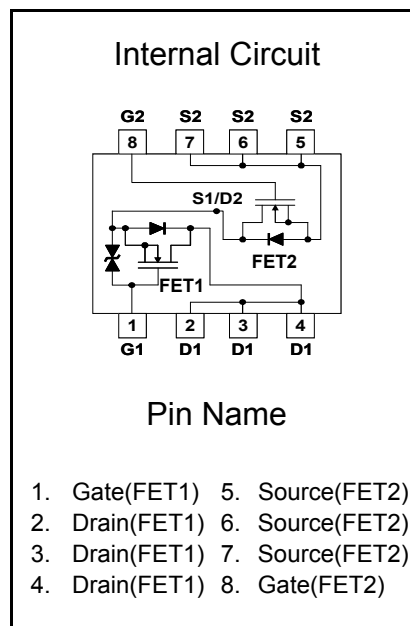 Internal Circuit
G2 S2 S2 S2
8 7 6 5
S1/D2
FET2
FET1
1 2 3 4
G1 D1 D1 D1
Pin Name
1. Gate(FET1) 5. Source(FET2)
2. Drain(FET1) 6. Source(FET2)
3. Drain(FET1) 7. Source(FET2)
4. Drain(FET1) 8. Gate(FET2)